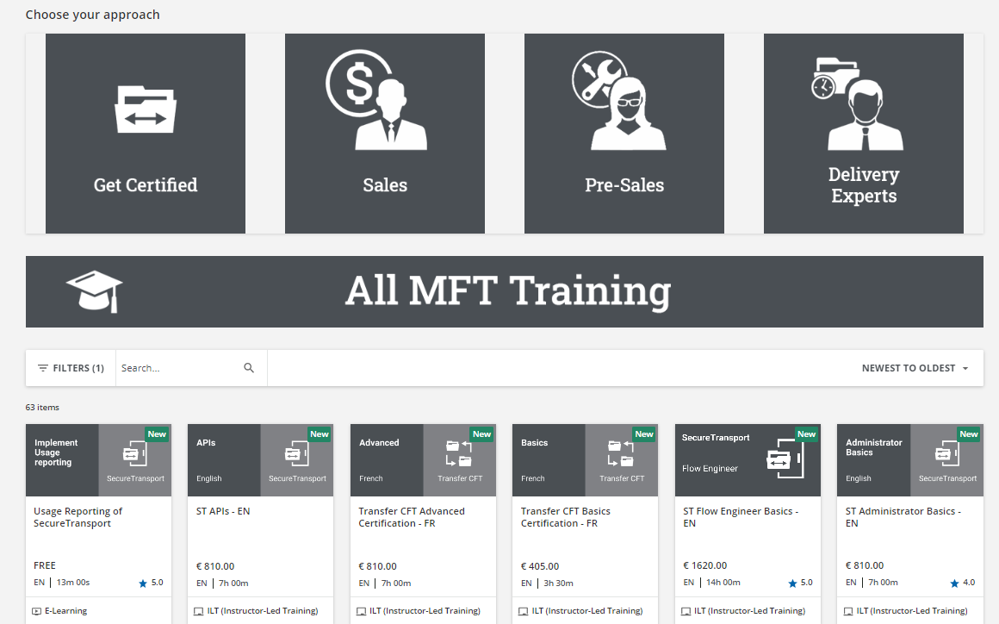 Choose your approach
Get Certified
Sales
Pre-Sales
Delivery
Experts
All MFT Training
FILTERS (1)
Search...
NEWEST TO OLDEST
63 items
Implement
Usage
reporting
New
SecureTransport
Usage Reporting of
SecureTransport
FREE
EN | 13m 00s
5.0
E-Learning
APIs
English
New
SecureTransport
ST APIs - EN
€ 810.00
EN | 7h 00m
ILT (Instructor-Led Training)
Advanced
French
New
Transfer CFT
Transfer CFT Advanced
Certification - FR
€ 810.00
EN | 7h 00m
ILT (Instructor-Led Training)
Basics
French
New
Transfer CFT
Transfer CFT Basics
Certification - FR
€ 405.00
EN | 3h 30m
ILT (Instructor-Led Training)
SecureTransport
Flow Engineer
New
ST Flow Engineer Basics -
EN
€ 1620.00
EN | 14h 00m
5.0
ILT (Instructor-Led Training)
Administrator
Basics
English
New
SecureTransport
ST Administrator Basics -
EN
€ 810.00
EN | 7h 00m
4.0
ILT (Instructor-Led Training)